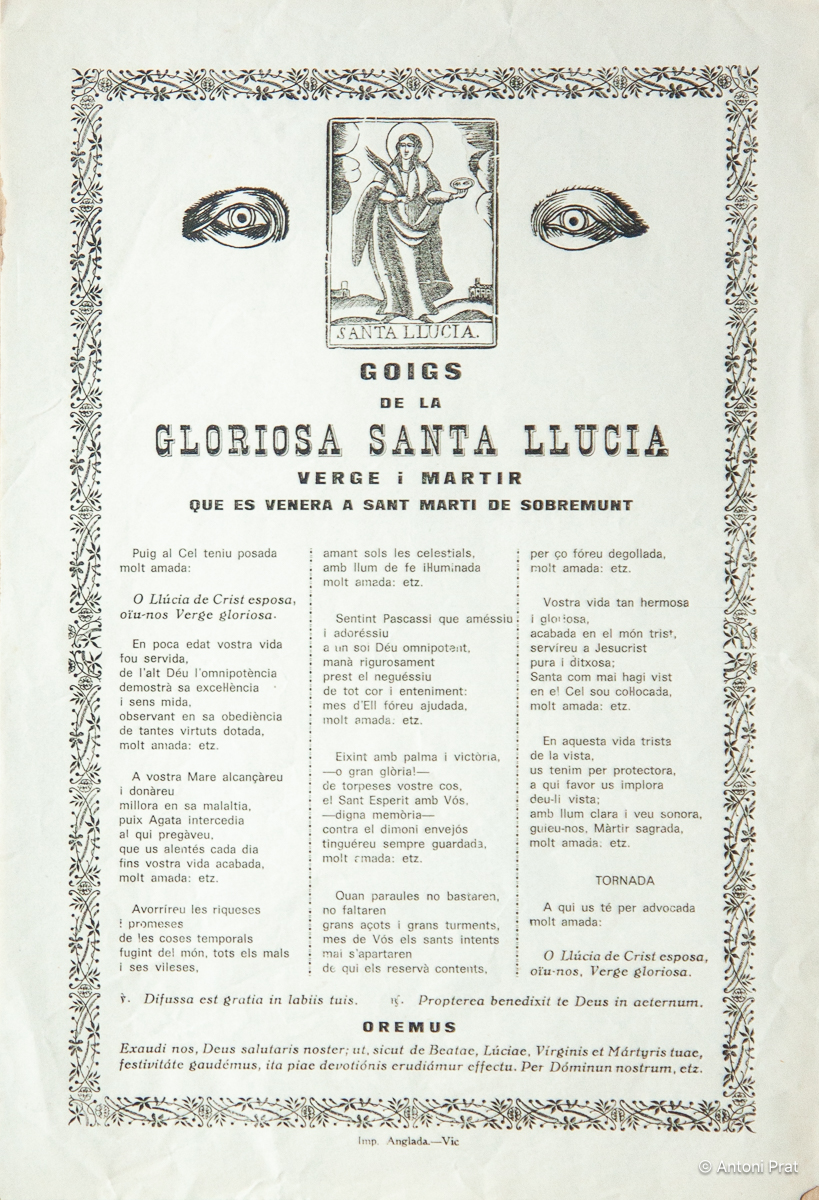 SANTA LLUCIA.
GOIGS
DE LA
GLORIOSA SANTA LLUCIA
VERGE i MARTIR
QUE ES VENERA A SANT MARTI DE SOBREMUNT
Puig al Cel teniu posada
molt amada:
O Llúcia de Crist esposa,
oïu-nos Verge gloriosa.
En poca edat vostra vida
fou servida,
de l'alt Déu l'omnipotència
demostrà sa excel·lència
i sens mida,
observant en sa obediència
de tantes virtuts dotada,
molt amada: etz.
A vostra Mare alcançàreu
i donàreu
millora en sa malaltia,
puix Agata intercedia
al qui pregàveu,
que us alentés cada dia
fins vostra vida acabada,
molt amada: etz.
Avorríreu les riqueses
i promeses
de les coses temporals
fugint del món, tots els mals
i ses vileses,
amant sols les celestials,
amb llum de fe il·luminada
molt amada: etz.
Sentint Pascassi que améssiu
i adoréssiu
a un sol Déu omnipotent,
manà rigurosament
prest el neguéssiu
de tot cor i enteniment:
mes d'Ell fóreu ajudada,
molt amada: etz.
Eixint amb palma i victòria,
—o gran glòria!—
de torpeses vostre cos,
el Sant Esperit amb Vós,
—digna memòria—
contra el dimoni envejós
tinguéreu sempre guardada,
molt amada: etz.
Quan paraules no bastaren,
no faltaren
grans açots i grans turments,
mes de Vós els sants intents
mai s'apartaren
de qui els reservà contents,
per ço fóreu degollada,
molt amada: etc.
Vostra vida tan hermosa
i gloriosa,
acabada en el món trist,
servíreu a Jesucrist
pura i ditxosa;
Santa com mai hagi vist
en el Cel sou col·locada,
molt amada: etz.
En aquesta vida trista
de la vista,
us tenim per protectora,
a qui favor us implora
deu-li vista;
amb llum clara i veu sonora,
guieu-nos, Màrtir sagrada,
molt amada: etz.
TORNADA
A qui us té per advocada
molt amada:
O Llúcia de Crist esposa,
oïu-nos, Verge gloriosa.
℣. Difussa est gratia in labiis tuis. ℟. Propterea benedixit te Deus in aeternum.
OREMUS
Exaudi nos, Deus salutaris noster; ut, sicut de Beatae, Lúciae, Vírginis et Mártyris tuae,
festivitáte gaudémus, ita piae devotiónis erudiámur effectu. Per Dóminun nostrum, etz.
Imp. Anglada.—Vic
© Antoni Prat